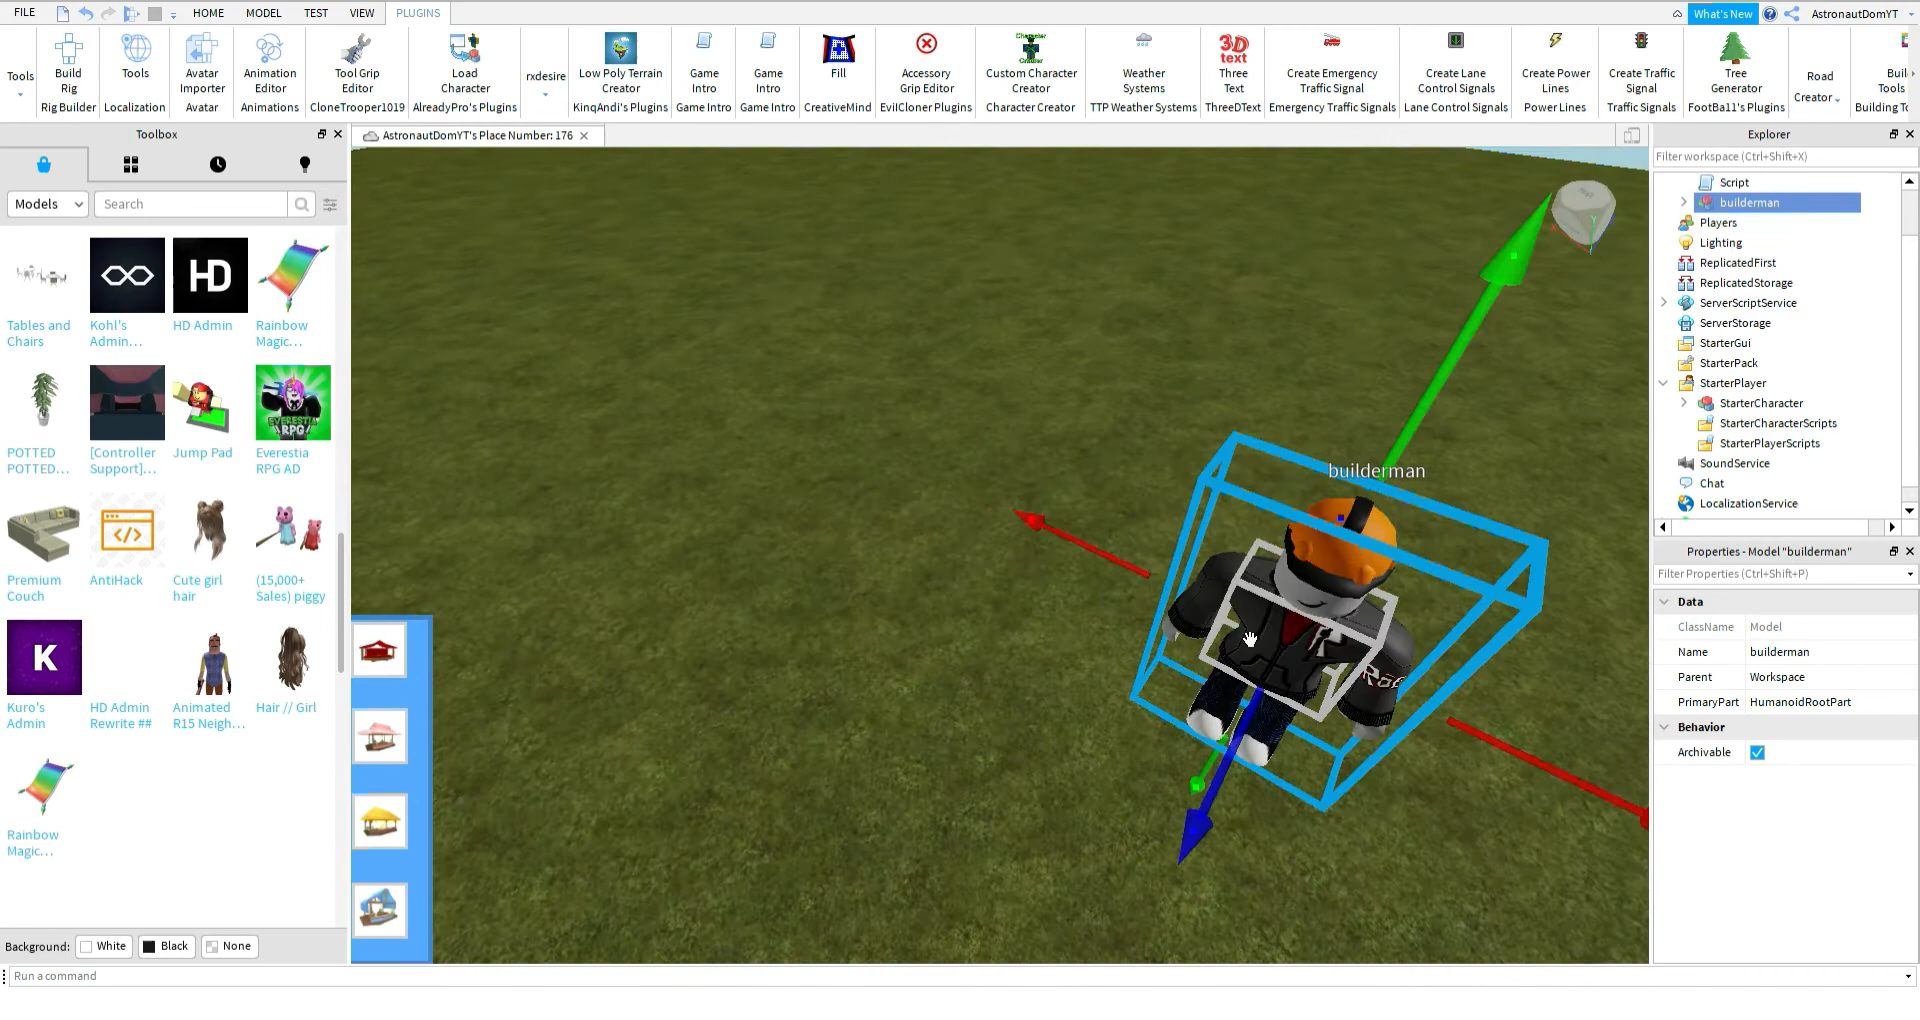 FILE HOME MODEL TEST VIEW PLUGINS What's New AstronautDomYT
Tools
Build Rig
Rig Builder
Tools
Localization
Avatar Importer
Avatar
Animation Editor
Animations
Tool Grip Editor
CloneTrooper1019
Load Character
AlreadyPro's Plugins
rxdesire
Low Poly Terrain Creator
KinqAndi's Plugins
Game Intro
Game Intro
Game Intro
Game Intro
Fill
CreativeMind
Accessory Grip Editor
EvilCloner Plugins
Custom Character Creator
Character Creator
Weather Systems
TTP Weather Systems
3D text
Three Text
ThreeDText
Create Emergency Traffic Signal
Emergency Traffic Signals
Create Lane Control Signals
Lane Control Signals
Create Power Lines
Power Lines
Create Traffic Signal
Traffic Signals
Tree Generator
FootBa11's Plugins
Road Creator
Toolbox
AstronautDomYT's Place Number: 176
Models
Search
HD
Tables and Chairs
Kohl's Admin...
HD Admin
Rainbow Magic...
EVERESTIA RPG
POTTED POTTED...
[Controller Support]...
Jump Pad
Everestia RPG AD
Premium Couch
AntiHack
Cute girl hair
(15,000+ Sales) piggy
K
Kuro's Admin
HD Admin Rewrite ##
Animated R15 Neigh...
Hair // Girl
Rainbow Magic...
Background: White Black None
Run a command
builderman
Explorer
Filter workspace (Ctrl+Shift+X)
Script
builderman
Players
Lighting
ReplicatedFirst
ReplicatedStorage
ServerScriptService
ServerStorage
StarterGui
StarterPack
StarterPlayer
StarterCharacter
StarterCharacterScripts
StarterPlayerScripts
SoundService
Chat
LocalizationService
Properties - Model "builderman"
Filter Properties (Ctrl+Shift+P)
Data
ClassName Model
Name builderman
Parent Workspace
PrimaryPart HumanoidRootPart
Behavior
Archivable